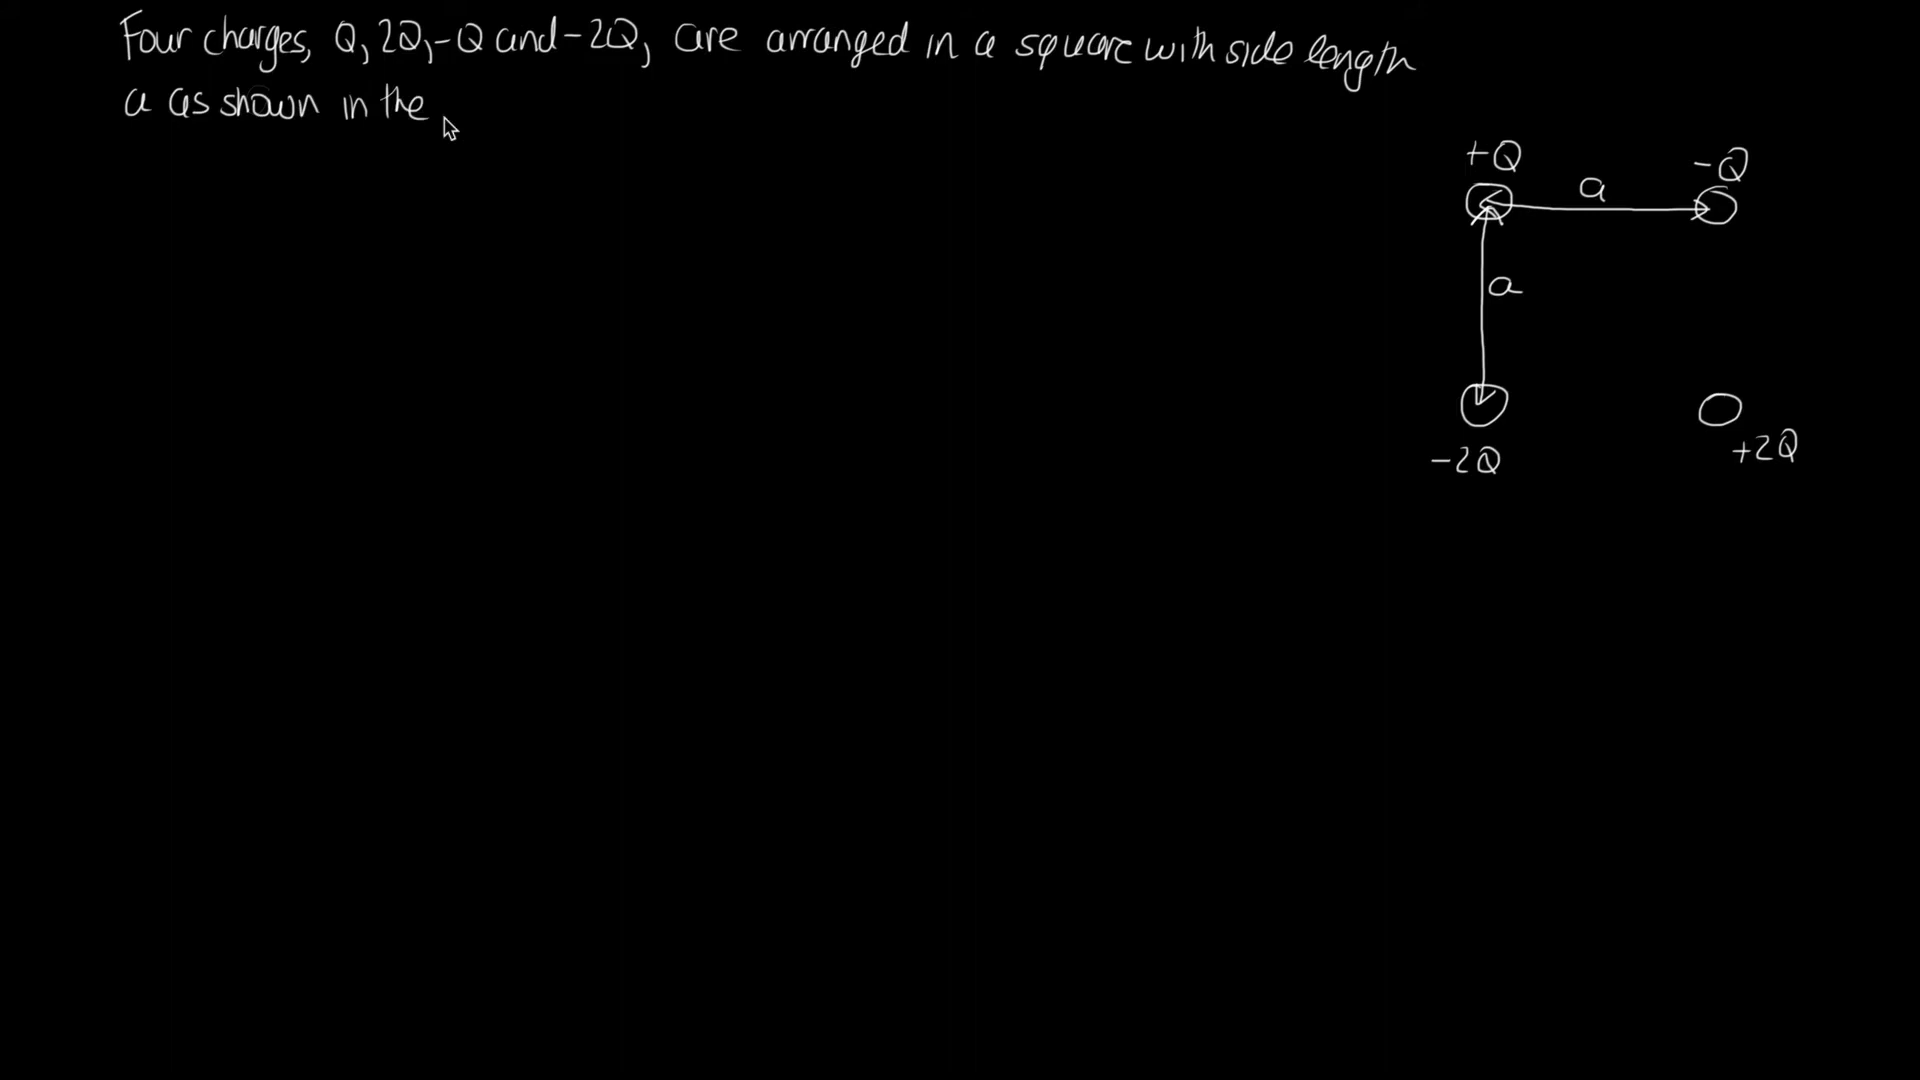 Four charges, Q, 2Q, -Q and -2Q, are arranged in a square with side length
a as shown in the
+Q
-Q
a
a
-2Q
+2Q